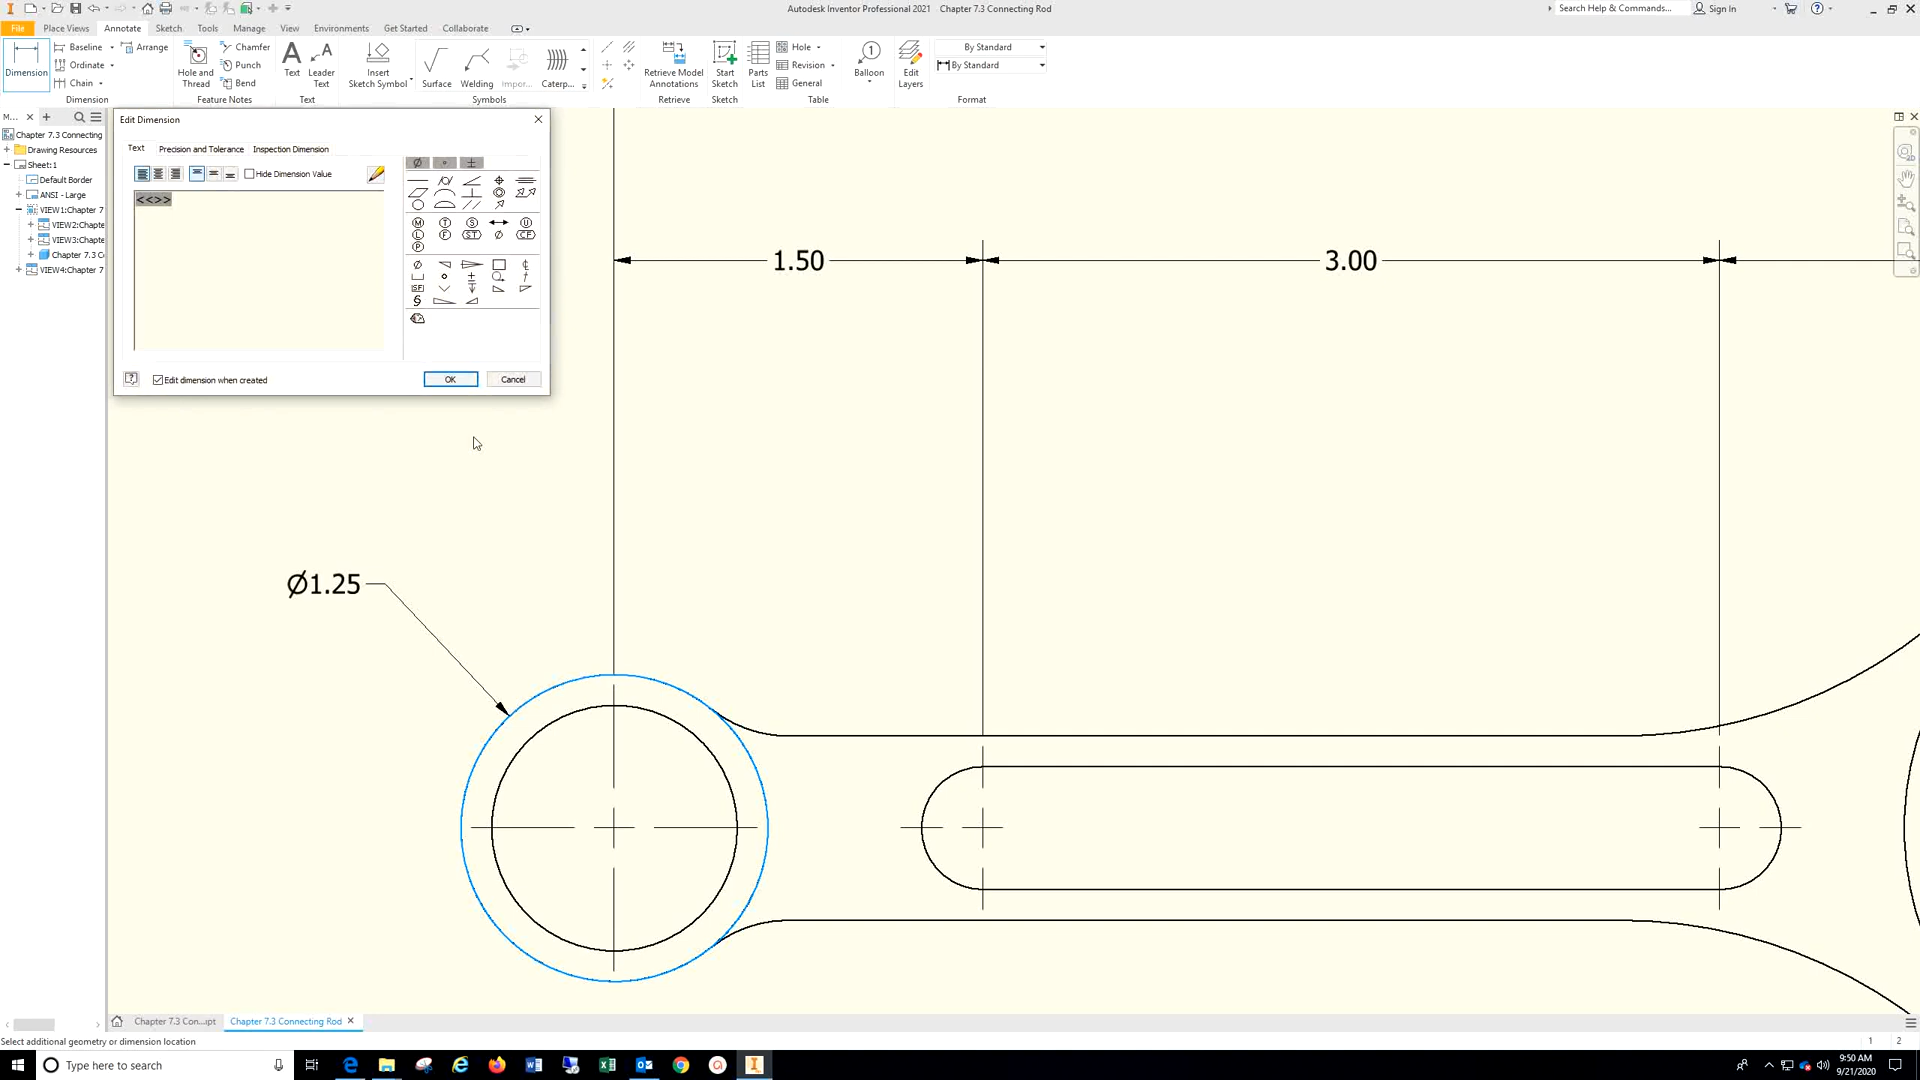 Autodesk Inventor Professional 2021 Chapter 7.3 Connecting Rod
Search Help & Commands...
Sign In
File Place Views Annotate Sketch Tools Manage View Environments Get Started Collaborate
Dimension
Baseline
Ordinate
Chain
Arrange
Dimension
Hole and Thread
Chamfer
Punch
Bend
Feature Notes
Text
Leader Text
Text
Insert Sketch Symbol
Surface
Welding
Impor...
Caterp...
Symbols
Retrieve Model Annotations
Retrieve
Start Sketch
Sketch
Parts List
Hole
Revision
General
Table
Balloon
Edit Layers
By Standard
By Standard
Format
M...
Chapter 7.3 Connecting
Drawing Resources
Sheet:1
Default Border
ANSI - Large
VIEW1:Chapter 7
VIEW2:Chapte
VIEW3:Chapte
Chapter 7.3 C
VIEW4:Chapter 7
Edit Dimension
Text
Precision and Tolerance
Inspection Dimension
Hide Dimension Value
<<>>
Edit dimension when created
OK
Cancel
1.50
3.00
Ø1.25
Chapter 7.3 Con...ipt
Chapter 7.3 Connecting Rod
Select additional geometry or dimension location
1 2
Type here to search
9:50 AM
9/21/2020